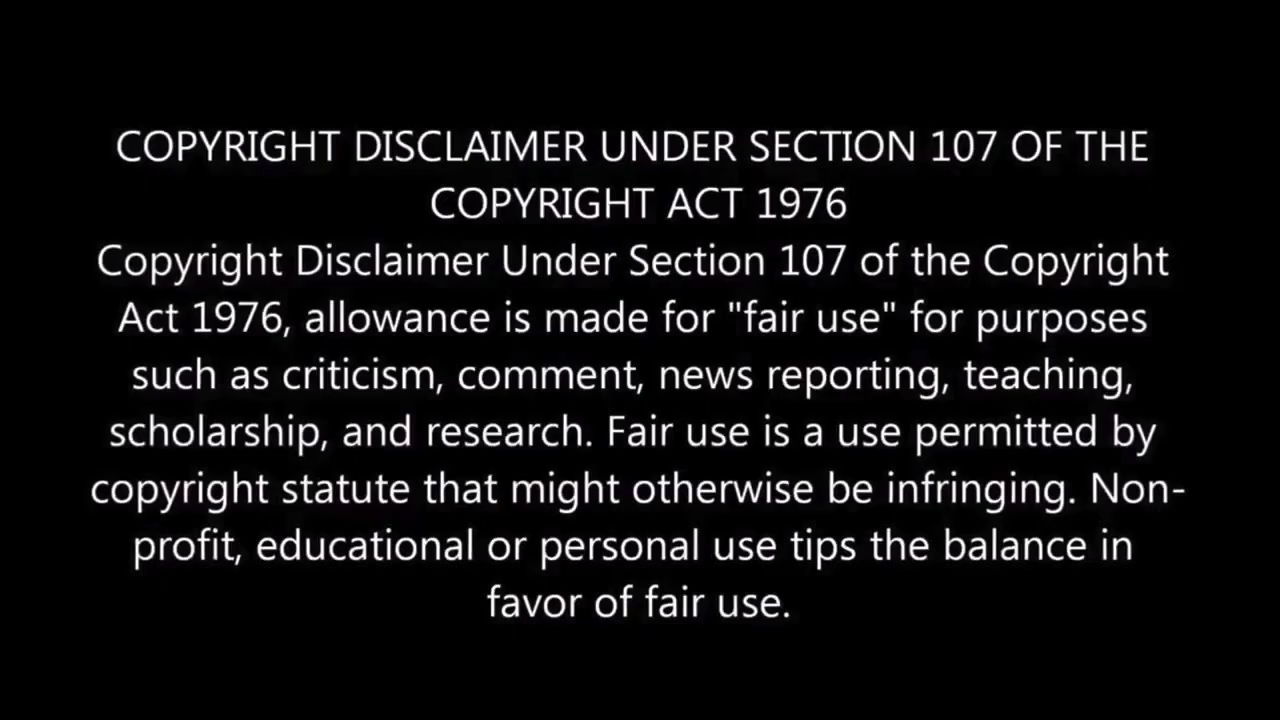 COPYRIGHT DISCLAIMER UNDER SECTION 107 OF THE
COPYRIGHT ACT 1976
Copyright Disclaimer Under Section 107 of the Copyright
Act 1976, allowance is made for "fair use" for purposes
such as criticism, comment, news reporting, teaching,
scholarship, and research. Fair use is a use permitted by
copyright statute that might otherwise be infringing. Non-
profit, educational or personal use tips the balance in
favor of fair use.